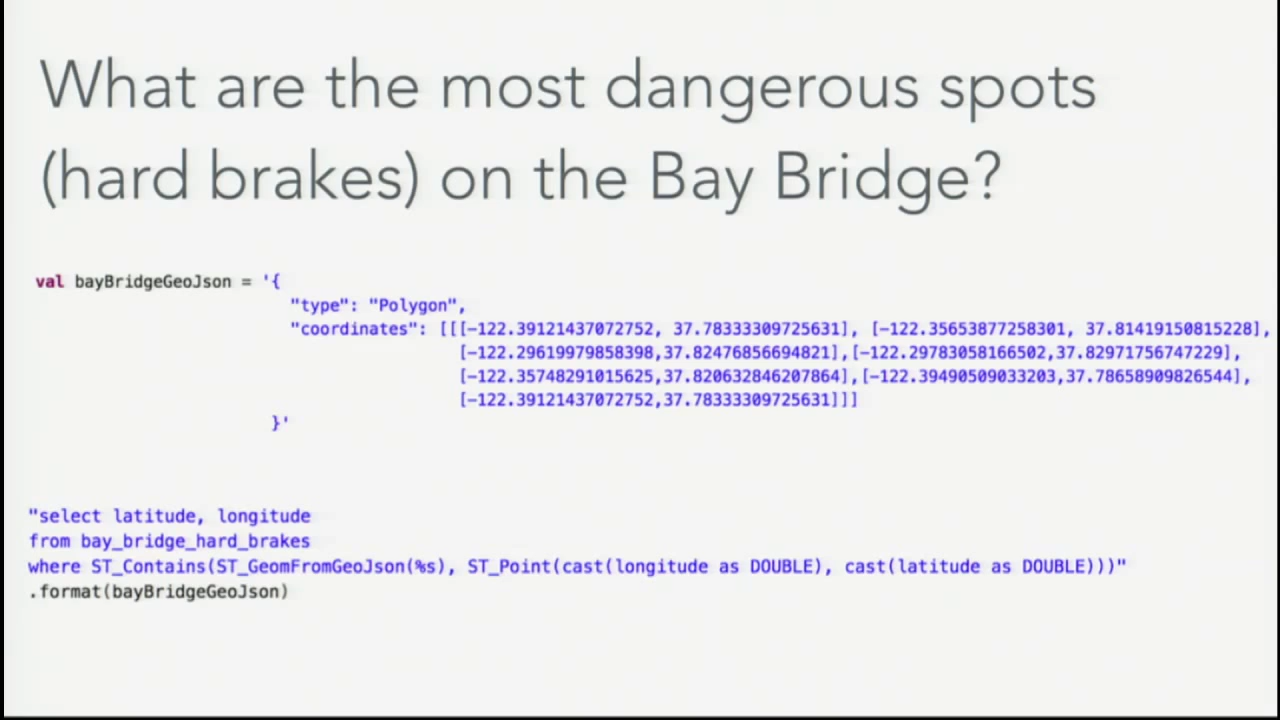 What are the most dangerous spots
(hard brakes) on the Bay Bridge?
val bayBridgeGeoJson = '{
"type": "Polygon",
"coordinates": [[[-122.39121437072752, 37.78333309725631], [-122.35653877258301, 37.81419150815228],
[-122.29619979858398,37.82476856694821],[-122.29783058166502,37.82971756747229],
[-122.35748291015625,37.820632846207864],[-122.39490509033203,37.78658909826544],
[-122.39121437072752,37.78333309725631]]]
}'
"select latitude, longitude
from bay_bridge_hard_brakes
where ST_Contains(ST_GeomFromGeoJson(%s), ST_Point(cast(longitude as DOUBLE), cast(latitude as DOUBLE)))"
.format(bayBridgeGeoJson)